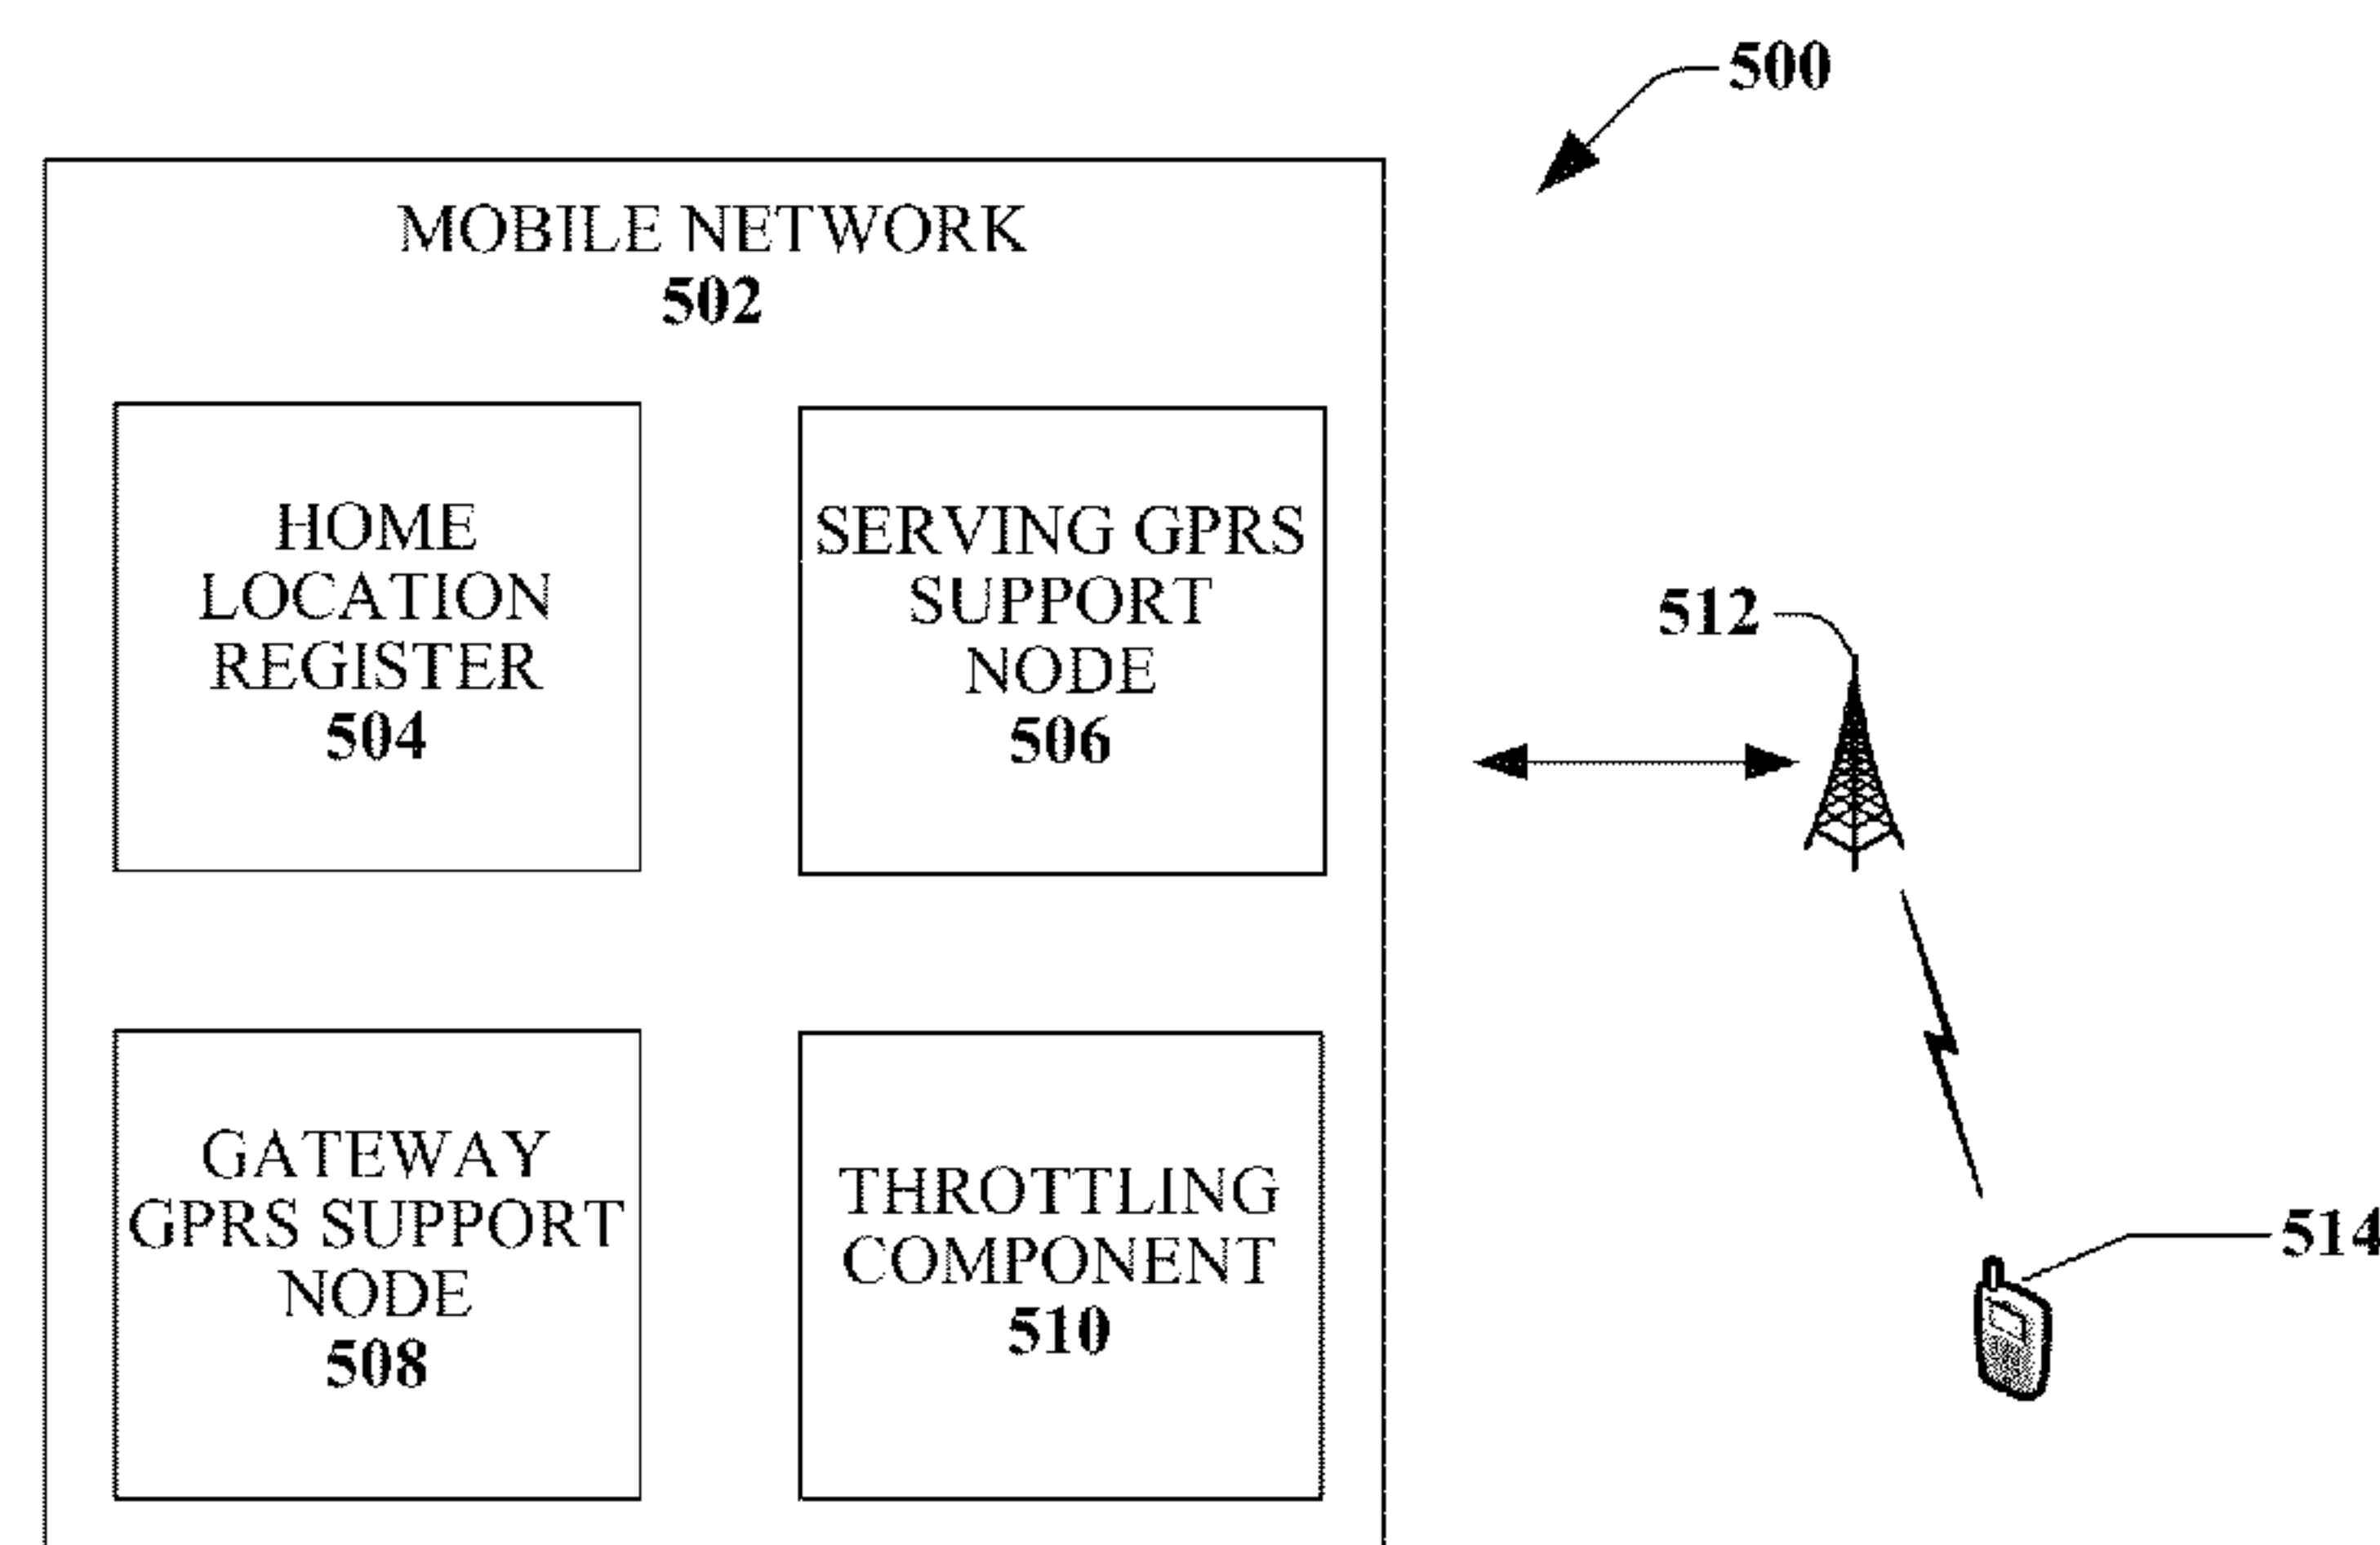 500
MOBILE NETWORK
502
HOME
LOCATION
REGISTER
504
SERVING GPRS
SUPPORT
NODE
506
512
GATEWAY
GPRS SUPPORT
NODE
508
THROTTLING
COMPONENT
510
514